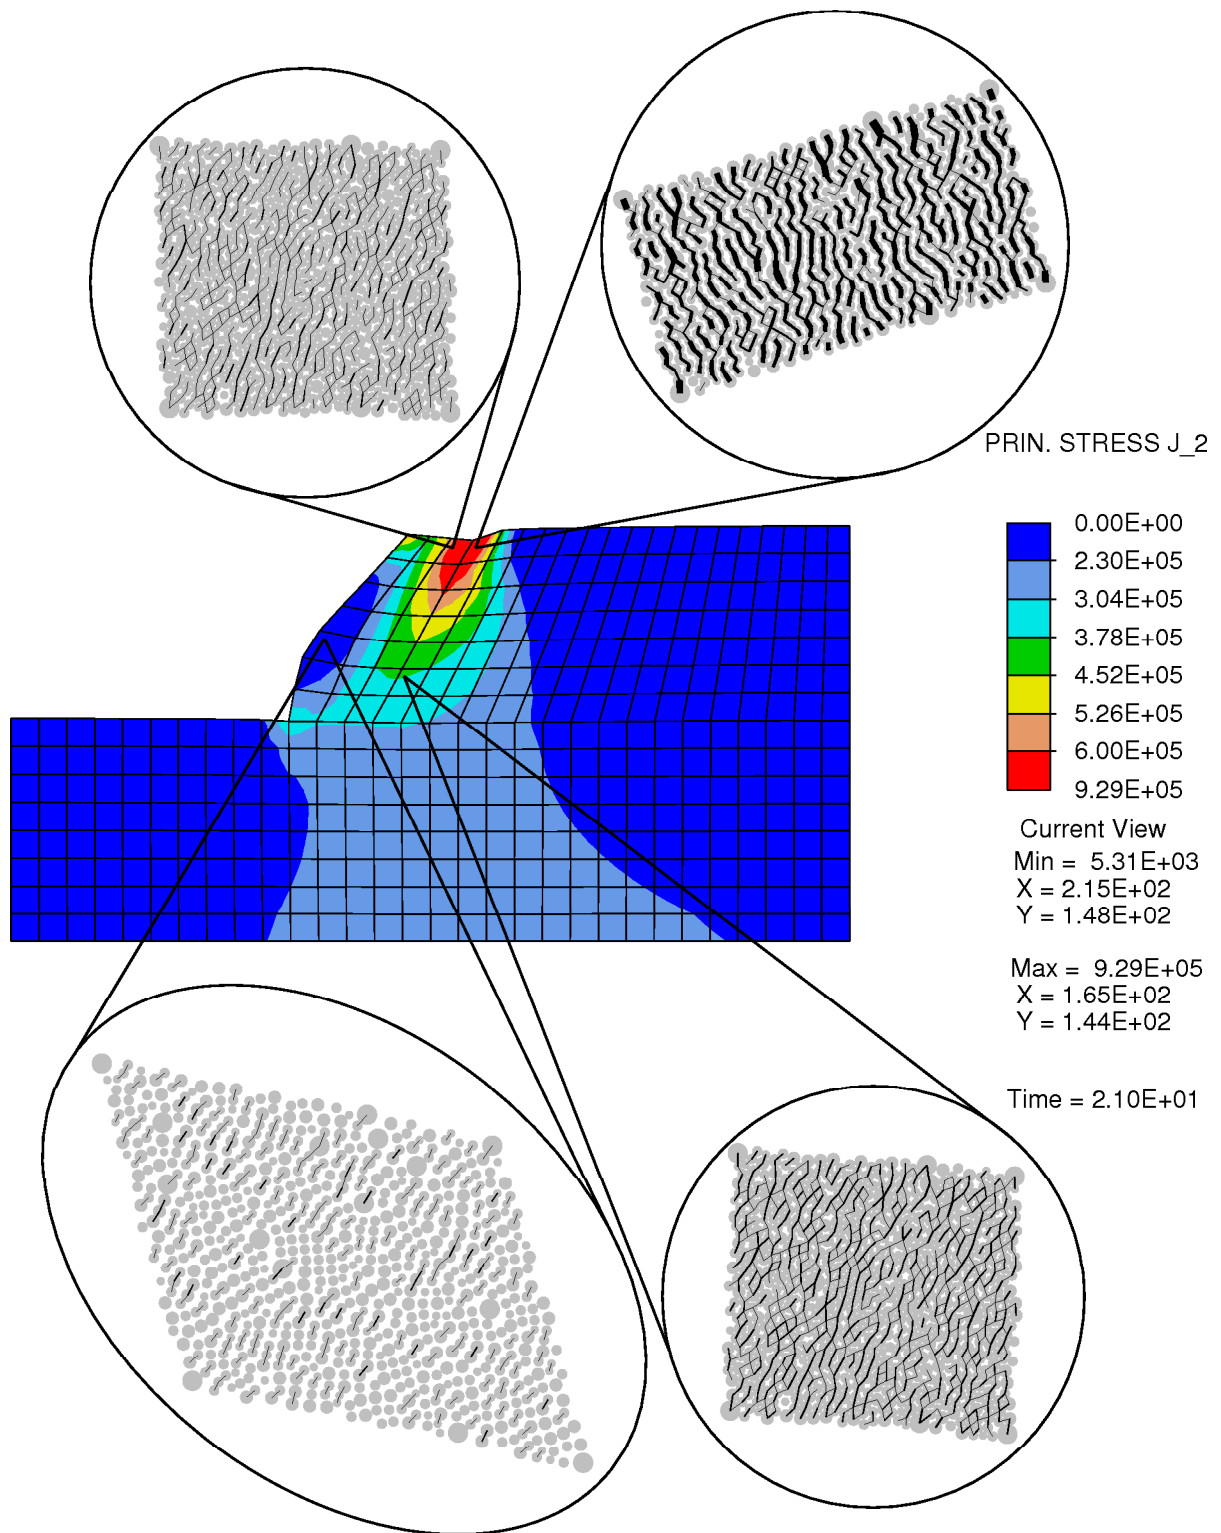 PRIN. STRESS J_2
0.00E+00
2.30E+05
3.04E+05
3.78E+05
4.52E+05
5.26E+05
6.00E+05
9.29E+05
Current View
Min = 5.31E+03
X = 2.15E+02
Y = 1.48E+02
Max = 9.29E+05
X = 1.65E+02
Y = 1.44E+02
Time = 2.10E+01